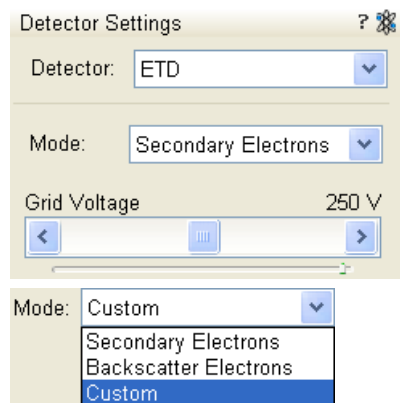 Detector Settings ?
Detector: ETD
Mode: Secondary Electrons
Grid Voltage 250 V
Mode: Custom
Secondary Electrons
Backscatter Electrons
Custom